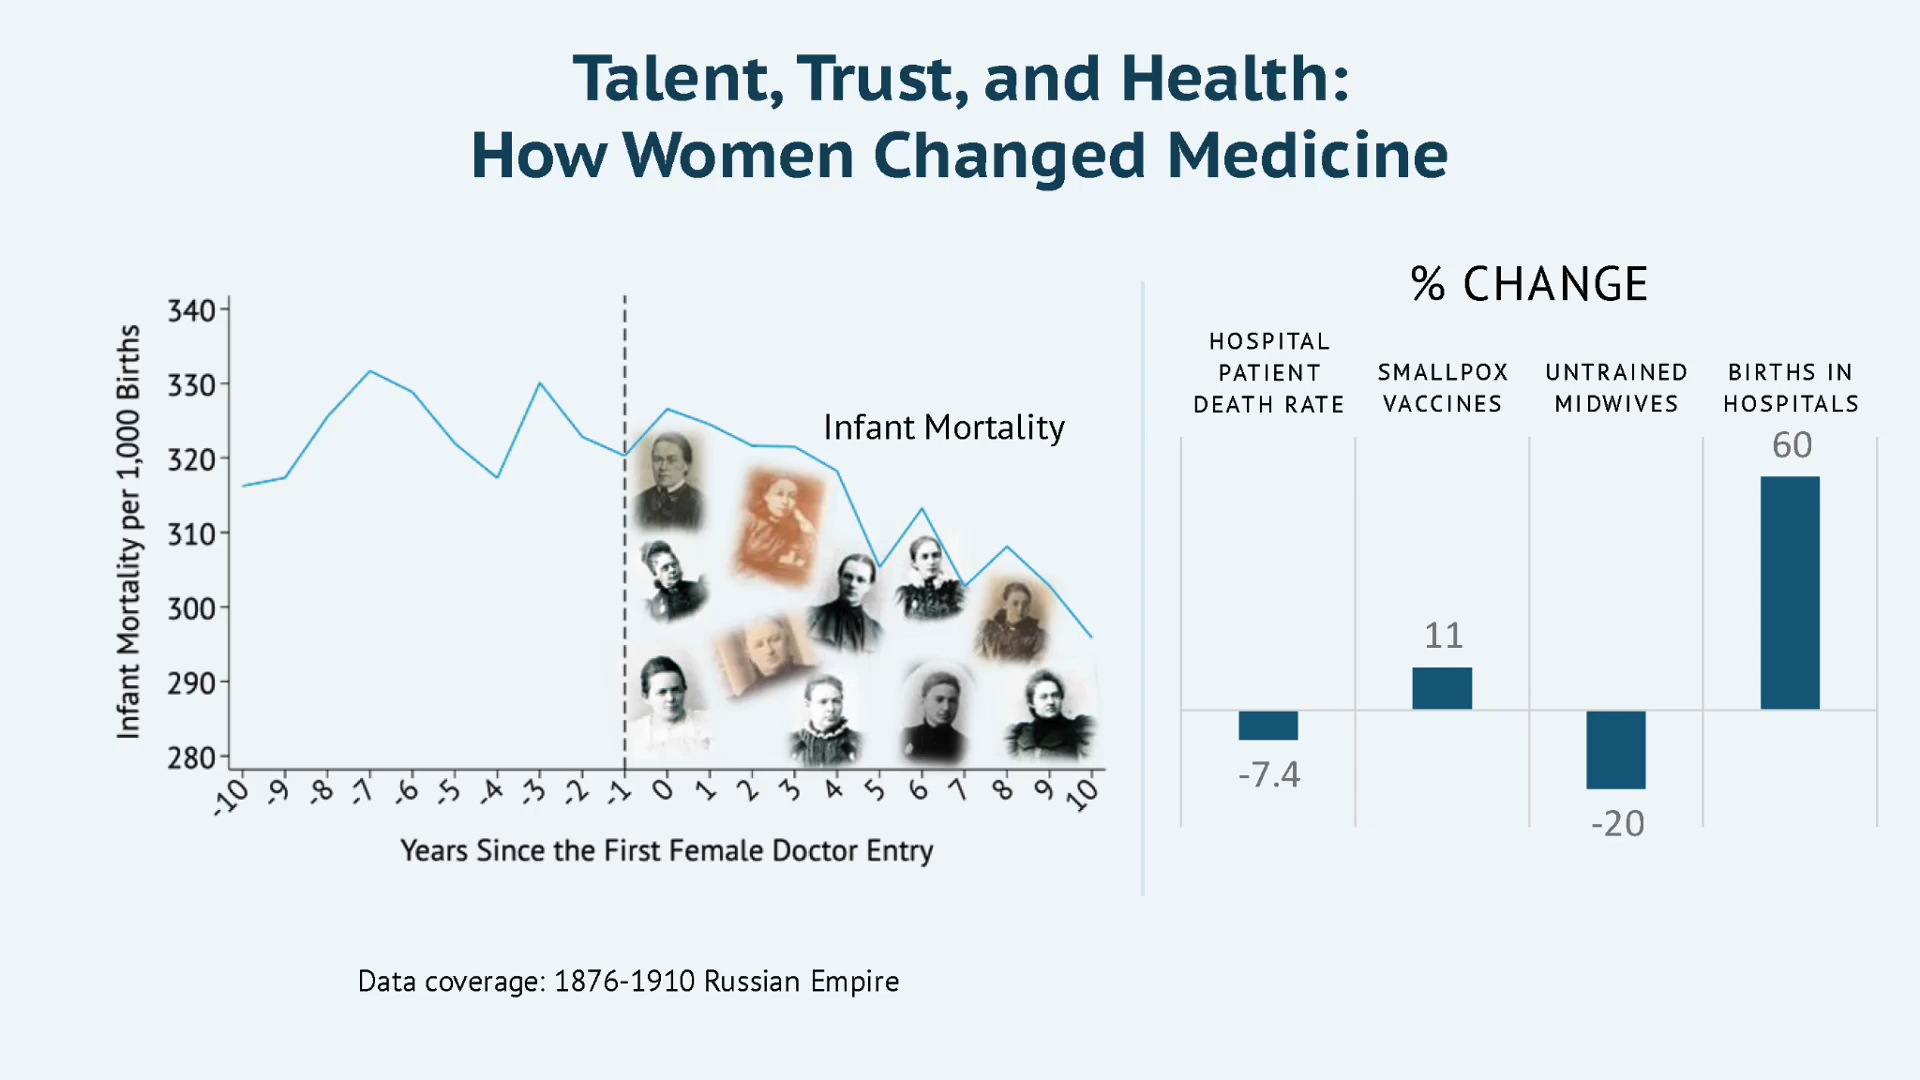 Talent, Trust, and Health:
How Women Changed Medicine
Infant Mortality per 1,000 Births
340
330
320
310
300
290
280
Infant Mortality
-10 -9 -8 -7 -6 -5 -4 -3 -2 -1 0 1 2 3 4 5 6 7 8 9 10
Years Since the First Female Doctor Entry
% CHANGE
HOSPITAL
PATIENT
DEATH RATE
SMALLPOX
VACCINES
UNTRAINED
MIDWIVES
BIRTHS IN
HOSPITALS
-7.4
11
-20
60
Data coverage: 1876-1910 Russian Empire